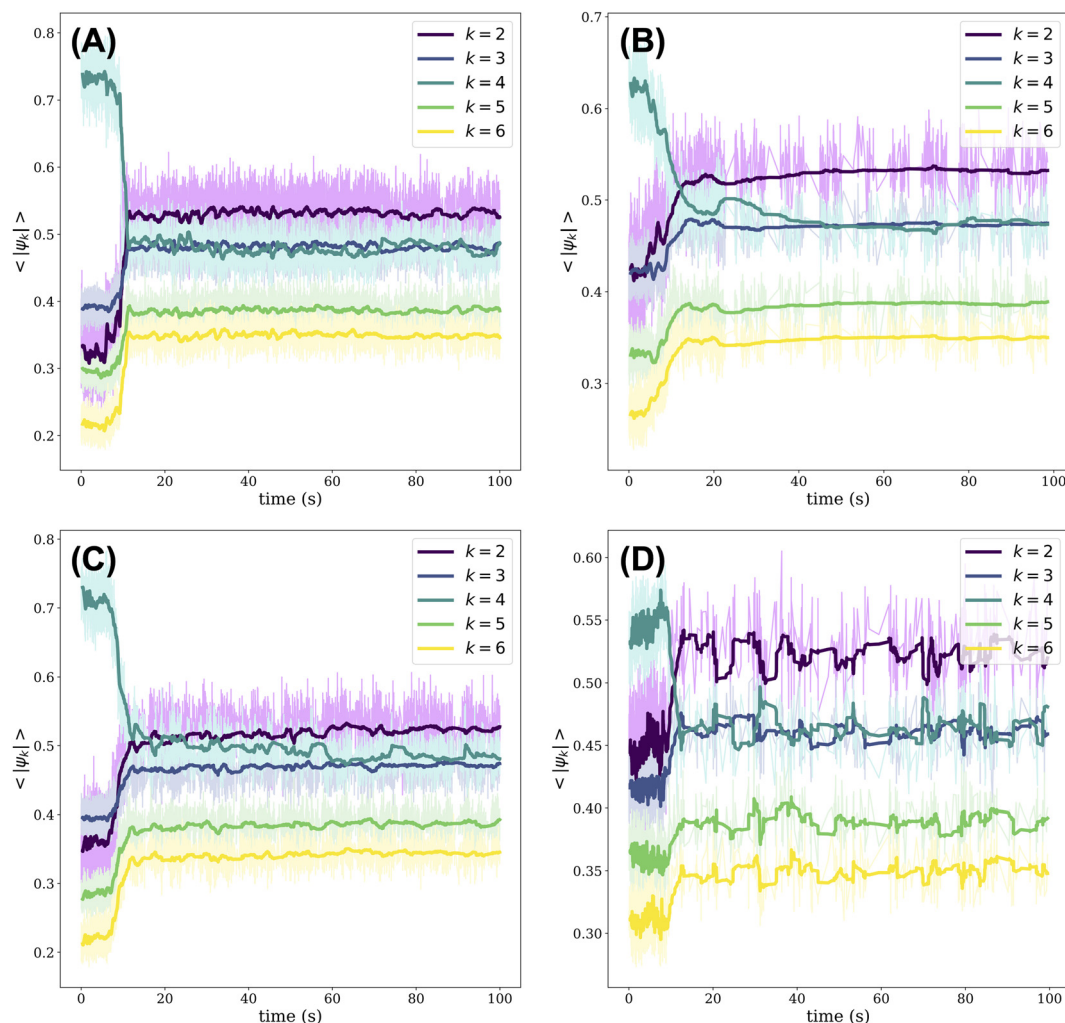 (A)
k = 2
k = 3
k = 4
k = 5
k = 6
0.8
0.7
0.6
0.5
0.4
0.3
0.2
< |ψk| >
0 20 40 60 80 100
time (s)
(B)
k = 2
k = 3
k = 4
k = 5
k = 6
0.7
0.6
0.5
0.4
0.3
< |ψk| >
0 20 40 60 80 100
time (s)
(C)
k = 2
k = 3
k = 4
k = 5
k = 6
0.8
0.7
0.6
0.5
0.4
0.3
0.2
< |ψk| >
0 20 40 60 80 100
time (s)
(D)
k = 2
k = 3
k = 4
k = 5
k = 6
0.60
0.55
0.50
0.45
0.40
0.35
0.30
< |ψk| >
0 20 40 60 80 100
time (s)